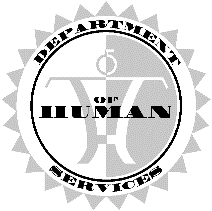 DEPARTMENT
OF
HUMAN
SERVICES